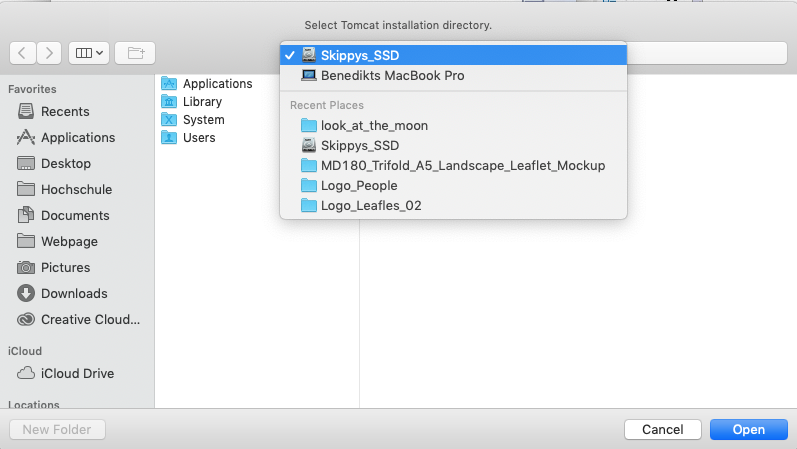 Select Tomcat installation directory.
Skippys_SSD
Benedikts MacBook Pro
Recent Places
look_at_the_moon
Skippys_SSD
MD180_Trifold_A5_Landscape_Leaflet_Mockup
Logo_People
Logo_Leafles_02
Favorites
Recents
Applications
Desktop
Hochschule
Documents
Webpage
Pictures
Downloads
Creative Cloud...
iCloud
iCloud Drive
Locations
Applications
Library
System
Users
New Folder
Cancel
Open